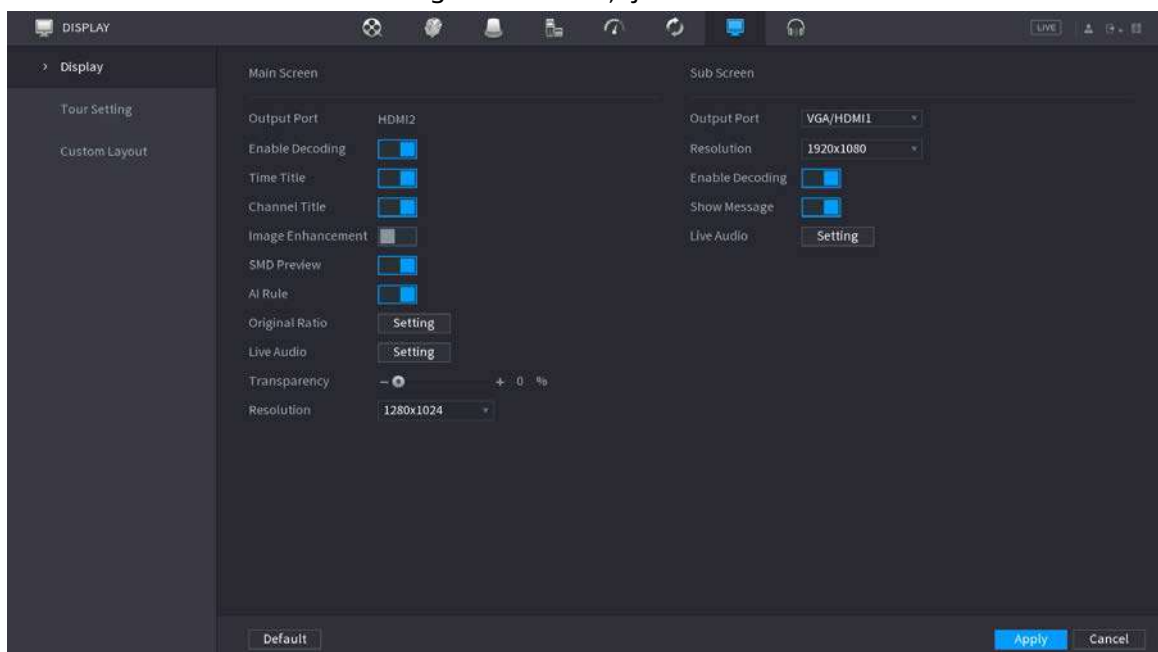 DISPLAY
LIVE
Display
Tour Setting
Custom Layout
Main Screen
Output Port HDMI2
Enable Decoding
Time Title
Channel Title
Image Enhancement
SMD Preview
AI Rule
Original Ratio Setting
Live Audio Setting
Transparency - + 0 %
Resolution 1280x1024
Sub Screen
Output Port VGA/HDMI1
Resolution 1920x1080
Enable Decoding
Show Message
Live Audio Setting
Default
Apply Cancel